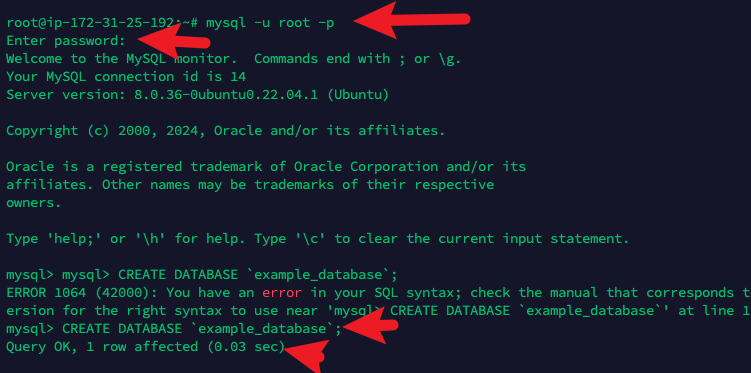 root@ip-172-31-25-192:~# mysql -u root -p
Enter password:
Welcome to the MySQL monitor.  Commands end with ; or \g.
Your MySQL connection id is 14
Server version: 8.0.36-0ubuntu0.22.04.1 (Ubuntu)
Copyright (c) 2000, 2024, Oracle and/or its affiliates.
Oracle is a registered trademark of Oracle Corporation and/or its
affiliates. Other names may be trademarks of their respective
owners.
Type 'help;' or '\h' for help. Type '\c' to clear the current input statement.
mysql> mysql> CREATE DATABASE `example_database`;
ERROR 1064 (42000): You have an error in your SQL syntax; check the manual that corresponds t
ersion for the right syntax to use near 'mysql> CREATE DATABASE `example_database`' at line 1
mysql> CREATE DATABASE `example_database`;
Query OK, 1 row affected (0.03 sec)